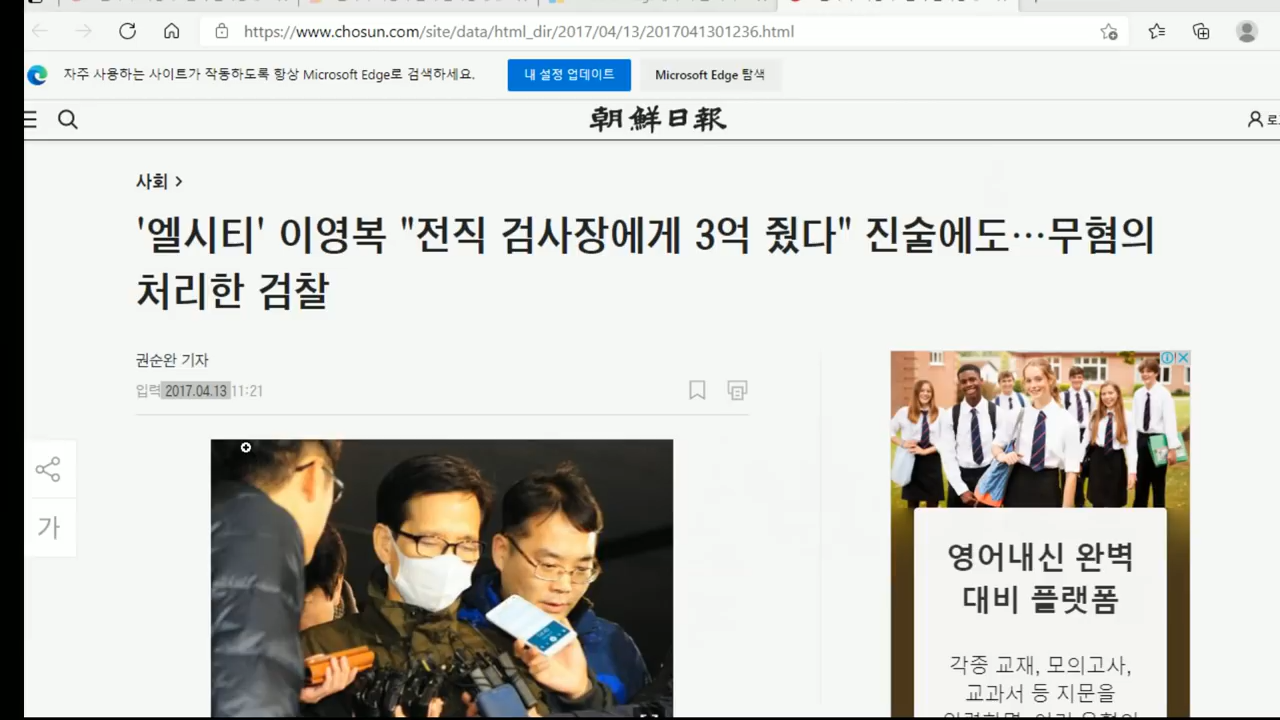 https://www.chosun.com/site/data/html_dir/2017/04/13/2017041301236.html
자주 사용하는 사이트가 작동하도록 항상 Microsoft Edge로 검색하세요.
내 설정 업데이트
Microsoft Edge 탐색
朝鮮日報
사회 >
'엘시티' 이영복 "전직 검사장에게 3억 줬다" 진술에도…무혐의
처리한 검찰
권순완 기자
입력 2017.04.13 11:21
가
영어내신 완벽
대비 플랫폼
각종 교재, 모의고사,
교과서 등 지문을